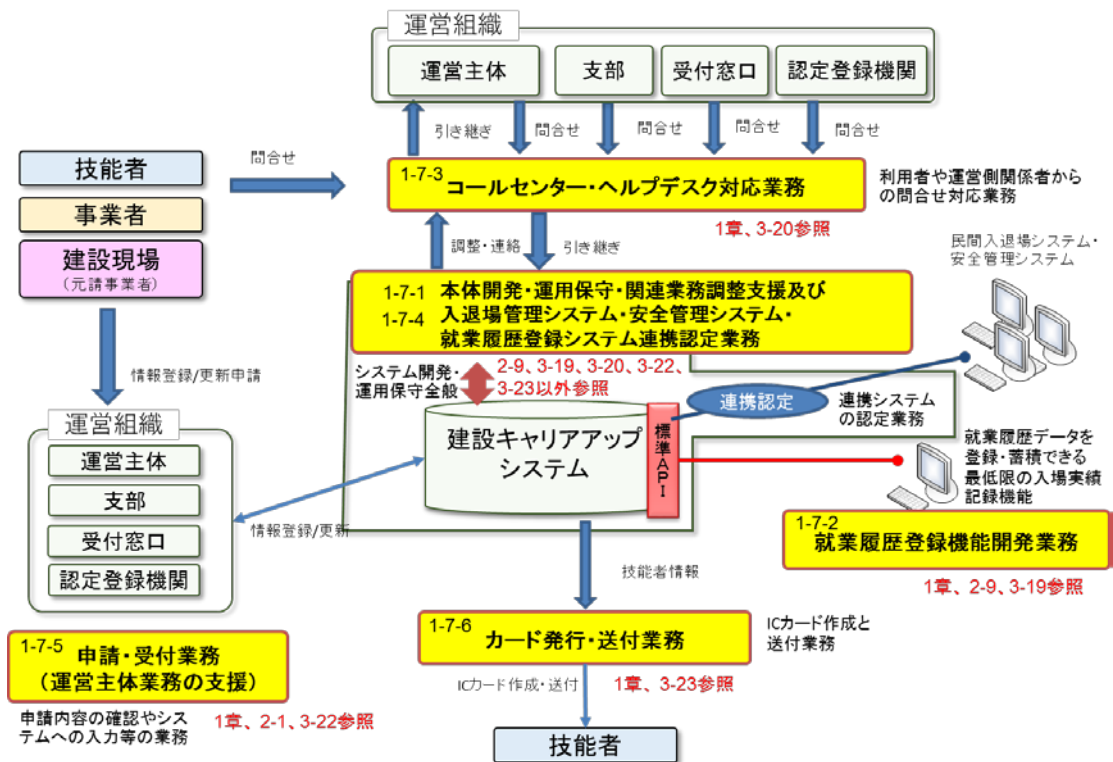 運営組織
運営主体
支部
受付窓口
認定登録機関
引き継ぎ
問合せ
問合せ
問合せ
問合せ
技能者
事業者
建設現場
(元請事業者)
問合せ
1-7-3
コールセンター・ヘルプデスク対応業務
利用者や運営側関係者から
の問合せ対応業務
1章、3-20参照
調整・連絡
引き継ぎ
民間入退場システム・
安全管理システム
1-7-1
1-7-4
本体開発・運用保守・関連業務調整支援及び
入退場管理システム・安全管理システム・
就業履歴登録システム連携認定業務
システム開発・
運用保守全般
2-9、3-19、3-20、3-22、
3-23以外参照
連携認定
連携システム
の認定業務
建設キャリアアップ
システム
標準API
就業履歴データを
登録・蓄積できる
最低限の入場実績
記録機能
1-7-2
就業履歴登録機能開発業務
1章、2-9、3-19参照
情報登録/更新申請
運営組織
運営主体
支部
受付窓口
認定登録機関
情報登録/更新
技能者情報
1-7-5
申請・受付業務
(運営主体業務の支援)
申請内容の確認やシス
テムへの入力等の業務
1章、2-1、3-22参照
1-7-6
カード発行・送付業務
ICカード作成と
送付業務
ICカード作成・送付
1章、3-23参照
技能者